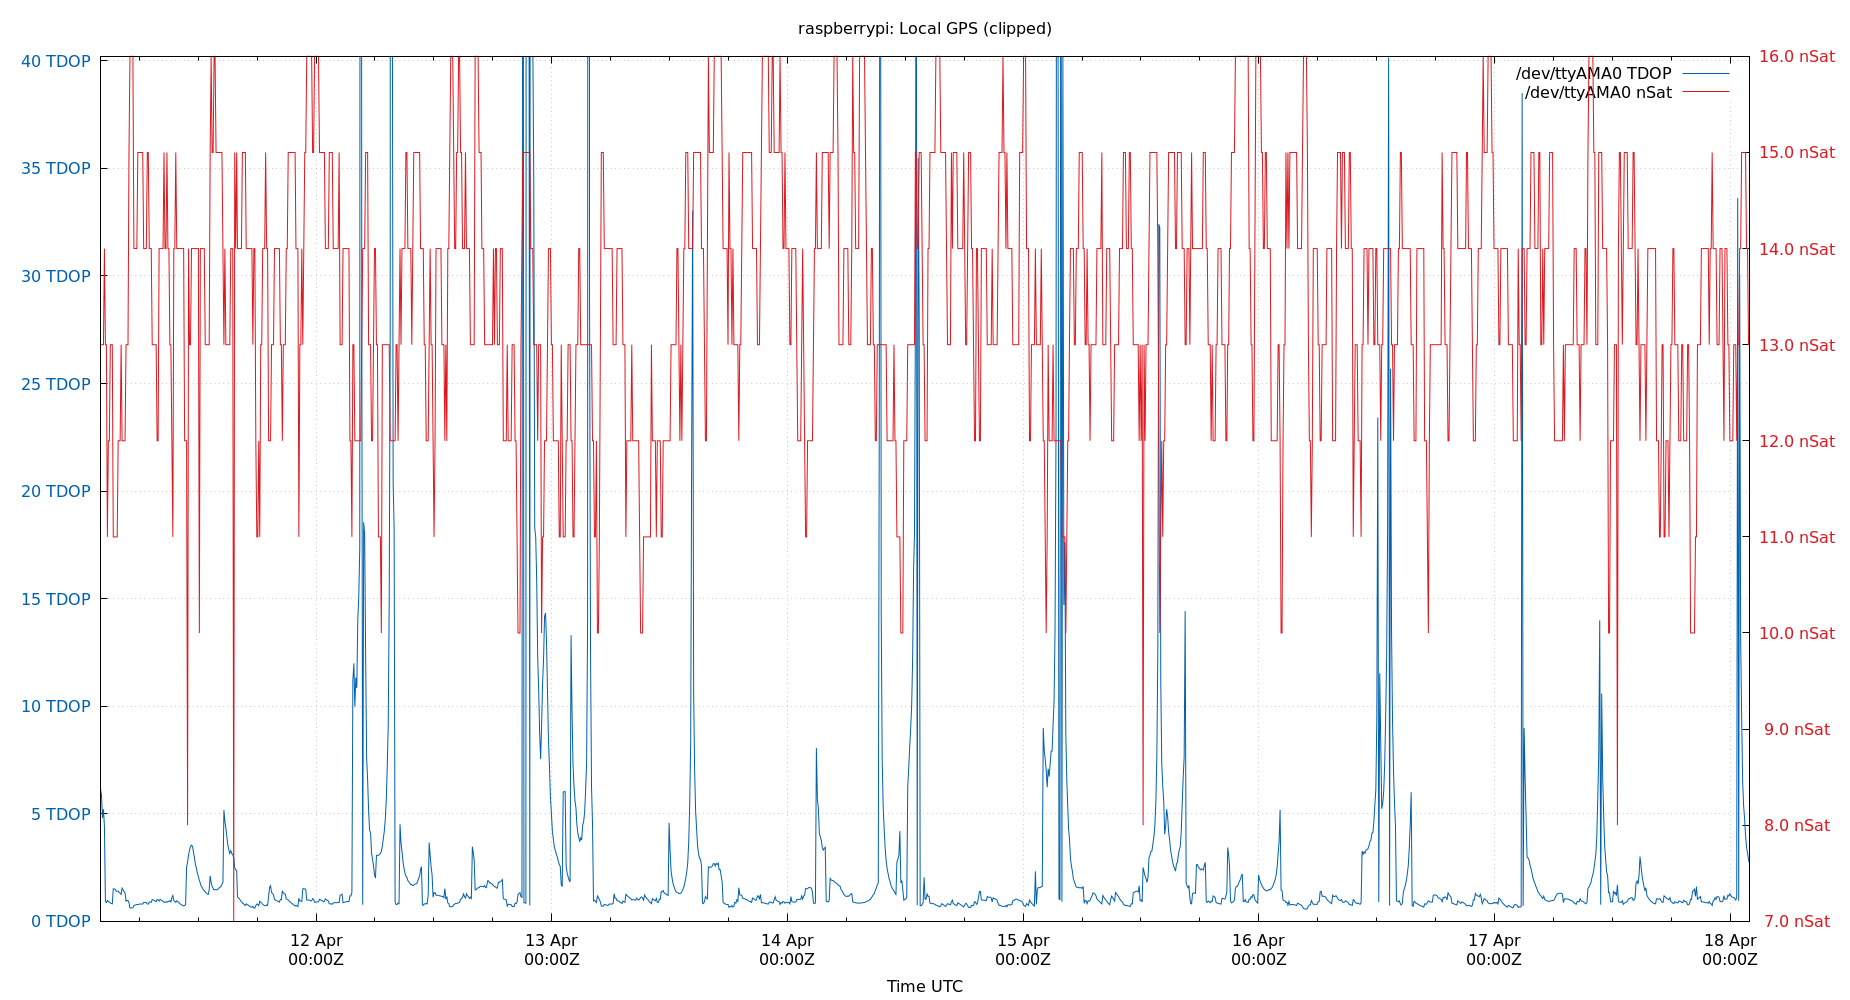 raspberrypi: Local GPS (clipped)
40 TDOP
35 TDOP
30 TDOP
25 TDOP
20 TDOP
15 TDOP
10 TDOP
5 TDOP
0 TDOP
16.0 nSat
15.0 nSat
14.0 nSat
13.0 nSat
12.0 nSat
11.0 nSat
10.0 nSat
9.0 nSat
8.0 nSat
7.0 nSat
/dev/ttyAMA0 TDOP
/dev/ttyAMA0 nSat
12 Apr
00:00Z
13 Apr
00:00Z
14 Apr
00:00Z
15 Apr
00:00Z
16 Apr
00:00Z
17 Apr
00:00Z
18 Apr
00:00Z
Time UTC